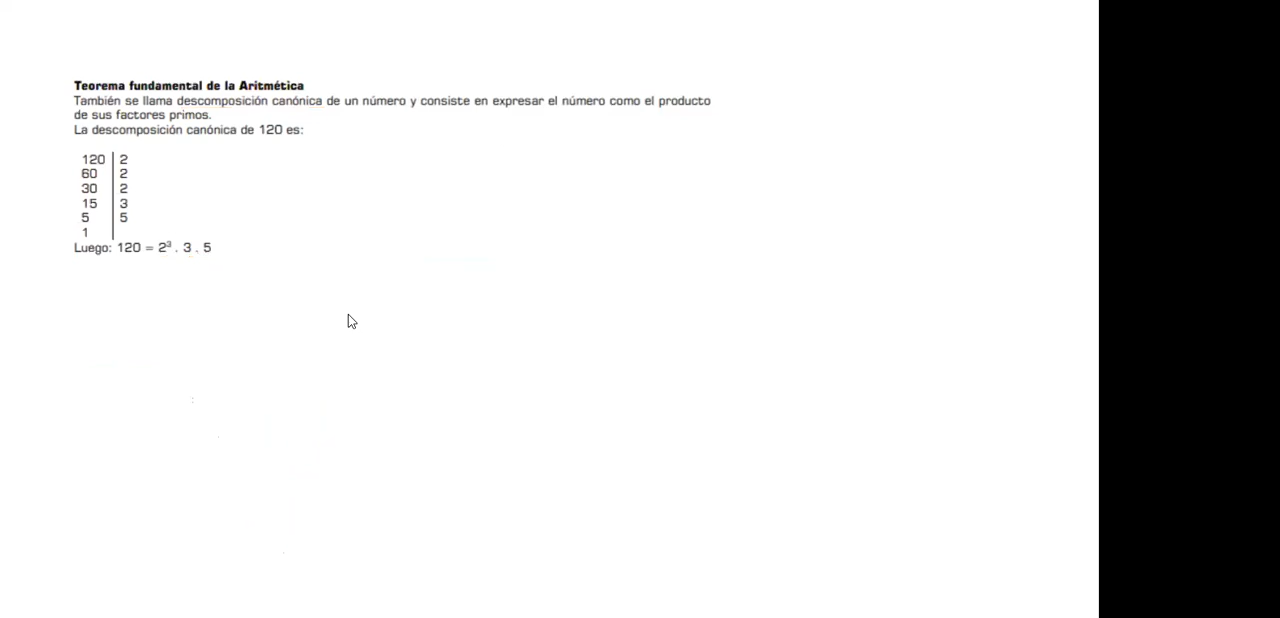 Teorema fundamental de la Aritmética
También se llama descomposición canónica de un número y consiste en expresar el número como el producto
de sus factores primos.
La descomposición canónica de 120 es:
120 | 2
60 | 2
30 | 2
15 | 3
5 | 5
1 |
Luego: 120 = 2³ . 3 . 5